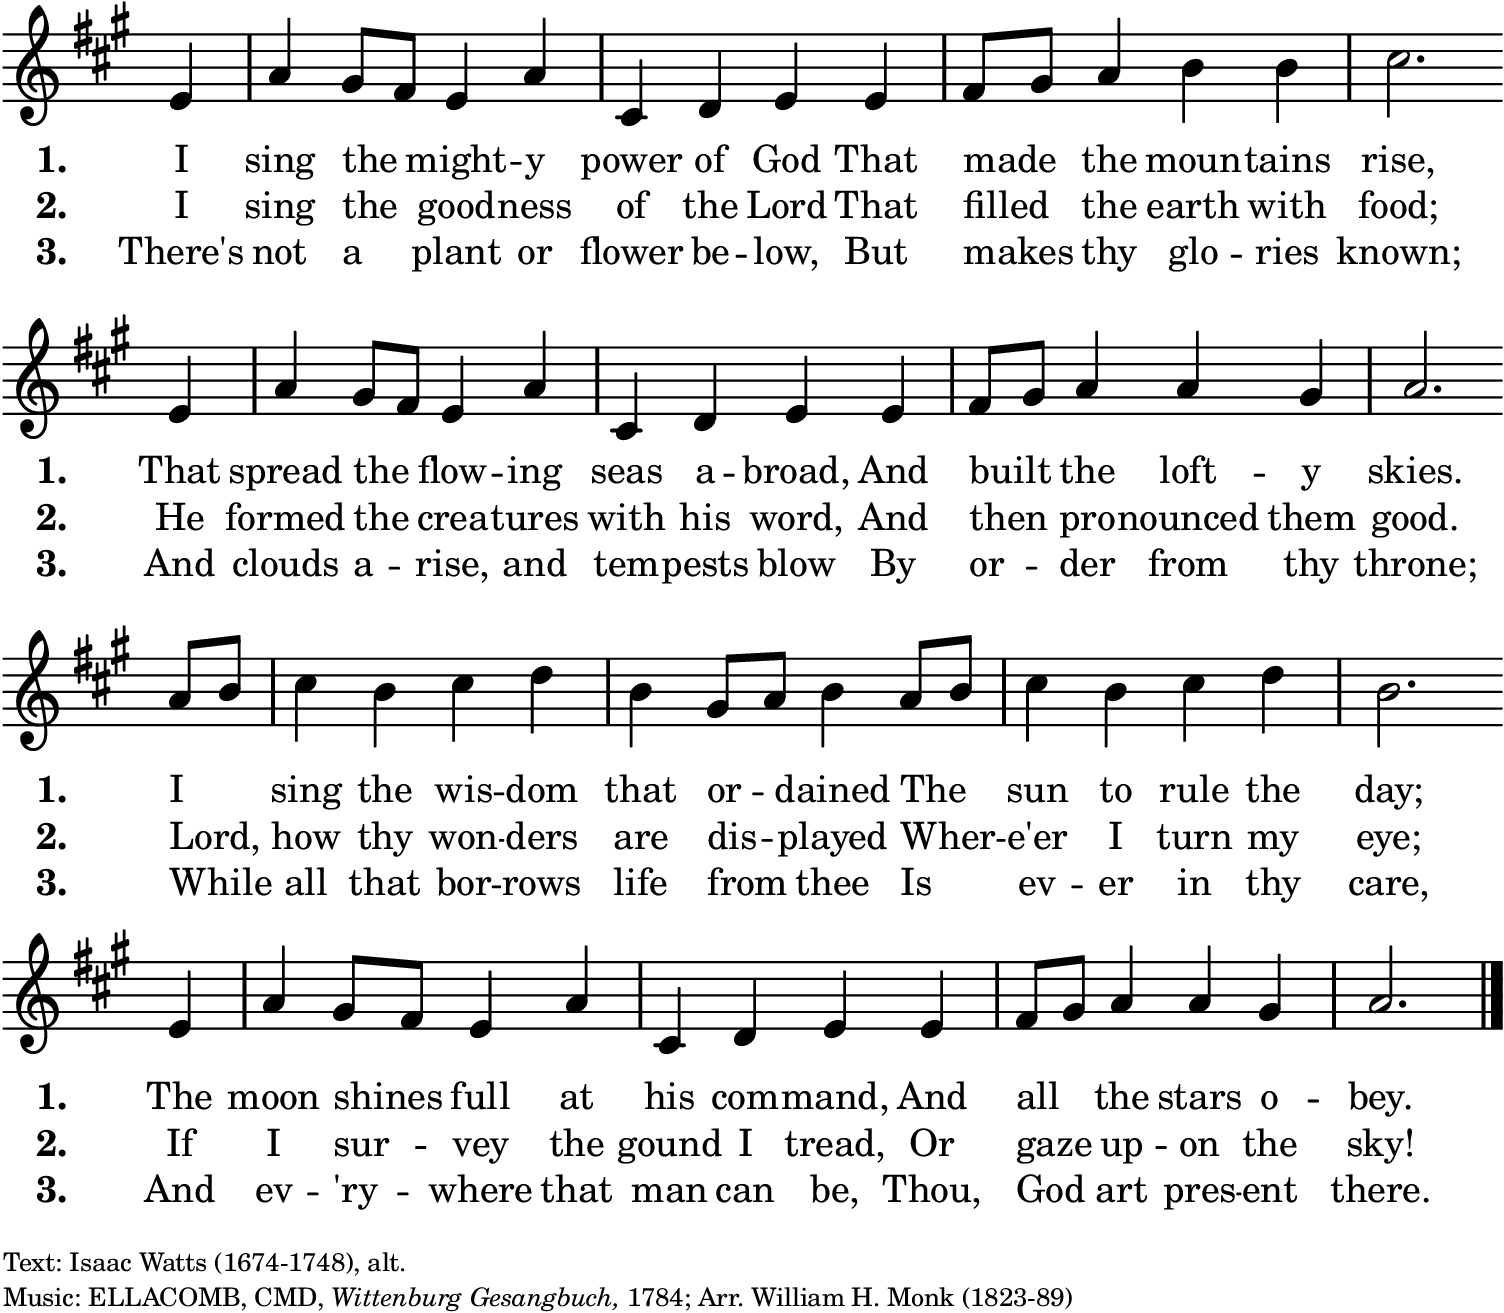 1. I sing the might -- y power of God That made the mountains rise,
2. I sing the goodness of the Lord That filled the earth with food;
3. There's not a plant or flower be -- low, But makes thy glo -- ries known;
1. That spread the flow -- ing seas a -- broad, And built the loft -- y skies.
2. He formed the creatures with his word, And then pronounced them good.
3. And clouds a -- rise, and tempests blow By or -- der from thy throne;
1. I sing the wis -- dom that or -- dained The sun to rule the day;
2. Lord, how thy won -- ders are dis -- played Wher -- e'er I turn my eye;
3. While all that bor -- rows life from thee Is ev -- er in thy care,
1. The moon shines full at his command, And all the stars o -- bey.
2. If I sur -- vey the gound I tread, Or gaze up -- on the sky!
3. And ev -- 'ry -- where that man can be, Thou, God art pres -- ent there.
Text: Isaac Watts (1674-1748), alt.
Music: ELLACOMB, CMD, Wittenburg Gesangbuch, 1784; Arr. William H. Monk (1823-89)